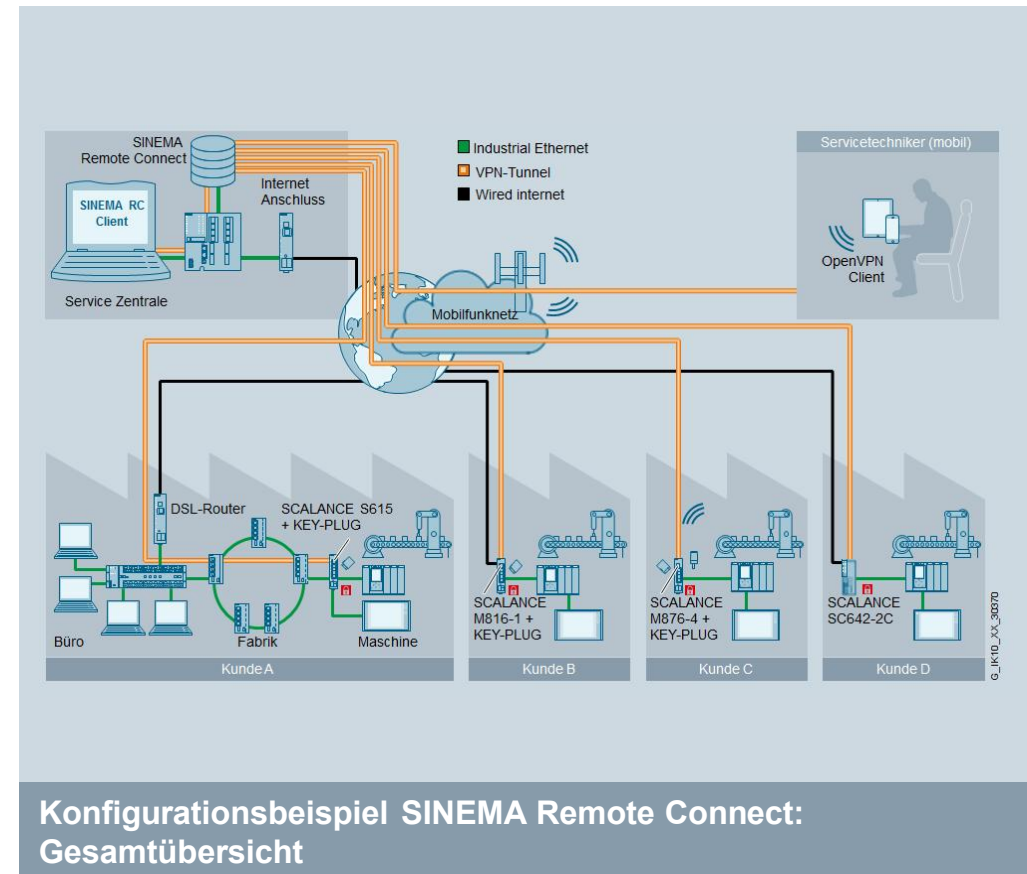 SINEMA
Remote Connect
Internet
Anschluss
SINEMA RC
Client
Service Zentrale
Industrial Ethernet
VPN-Tunnel
Wired internet
Servicetechniker (mobil)
OpenVPN
Client
Mobilfunknetz
DSL-Router
SCALANCE S615
+ KEY-PLUG
Büro
Fabrik
Maschine
Kunde A
SCALANCE
M816-1 +
KEY-PLUG
Kunde B
SCALANCE
M876-4 +
KEY-PLUG
Kunde C
SCALANCE
SC642-2C
Kunde D
G_IK10_XX_30370
Konfigurationsbeispiel SINEMA Remote Connect:
Gesamtübersicht